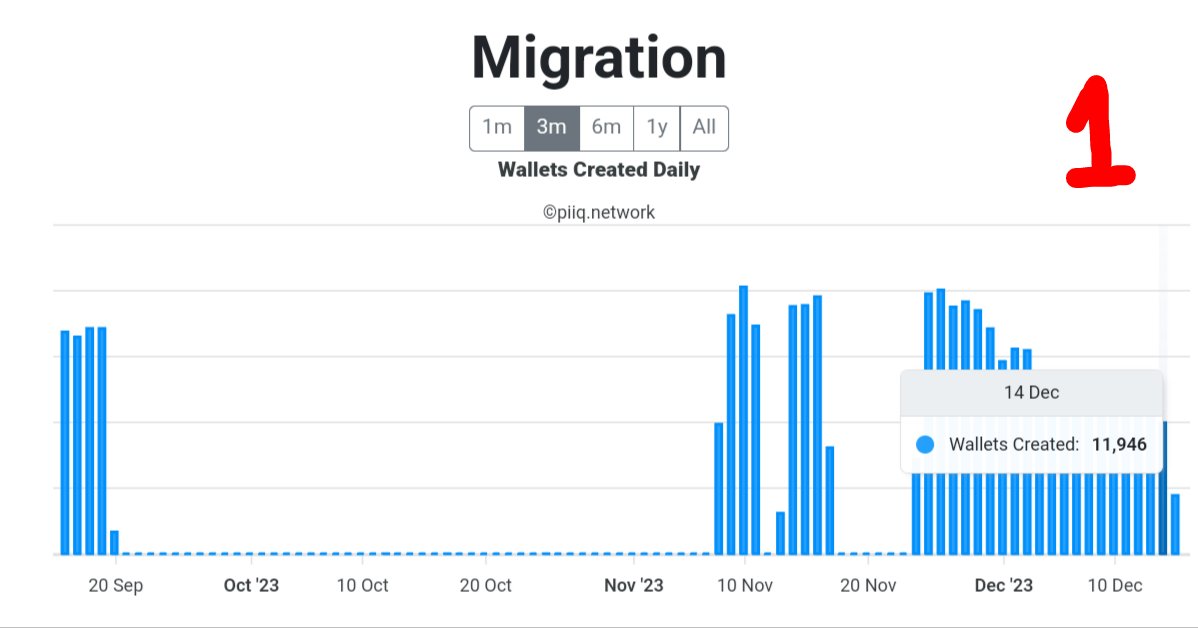 Migration
1m 3m 6m 1y All
1
Wallets Created Daily
©piiq.network
14 Dec
Wallets Created: 11,946
20 Sep Oct '23 10 Oct 20 Oct Nov '23 10 Nov 20 Nov Dec '23 10 Dec